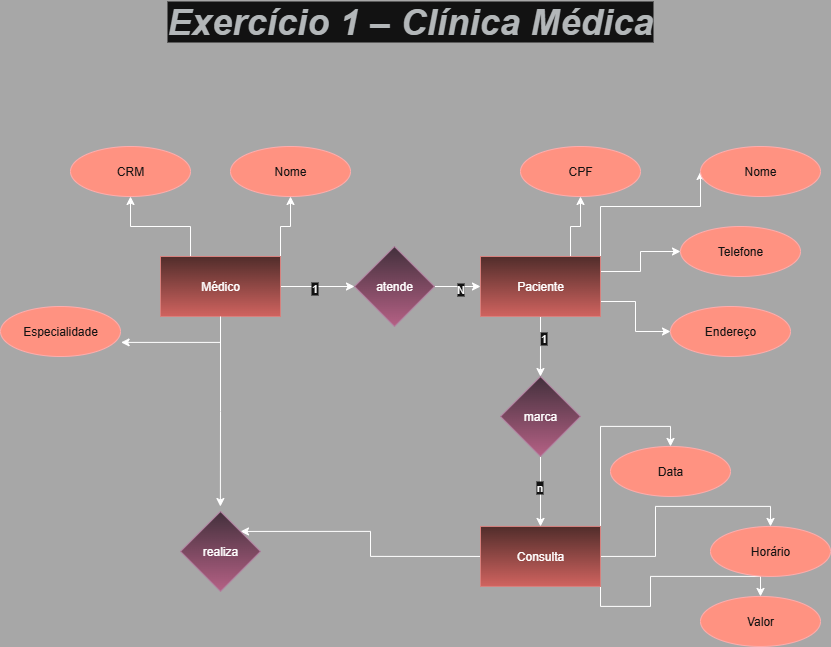 Exercício 1 – Clínica Médica
CRM
Nome
CPF
Nome
Telefone
Médico
1
atende
N
Paciente
Especialidade
Endereço
1
marca
Data
n
realiza
Consulta
Horário
Valor